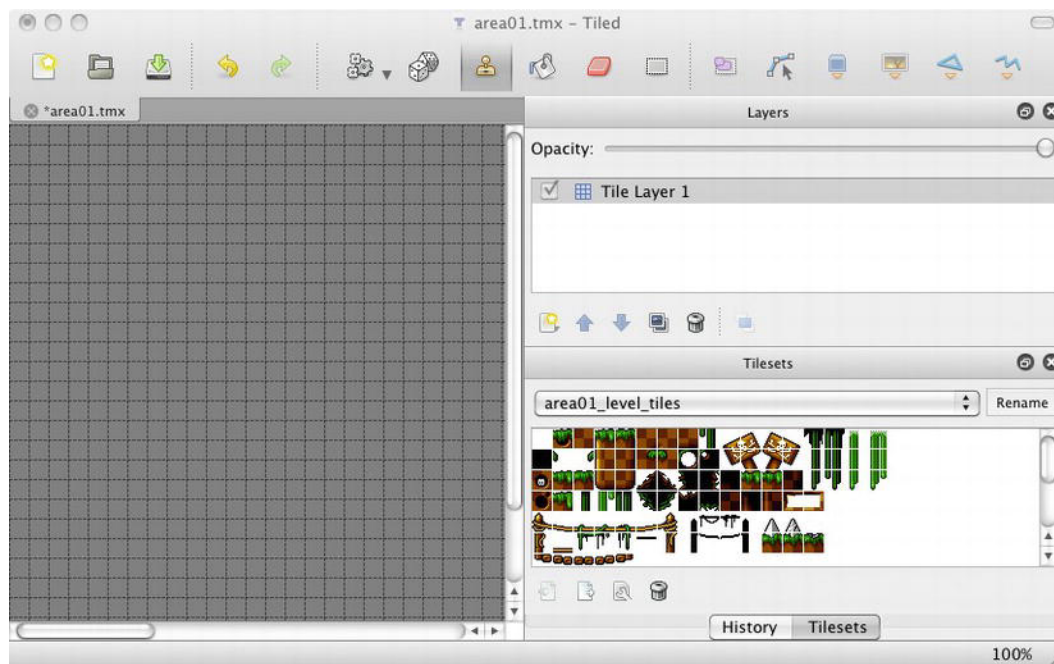 area01.tmx – Tiled
*area01.tmx
Layers
Opacity:
Tile Layer 1
Tilesets
area01_level_tiles
Rename
History
Tilesets
100%